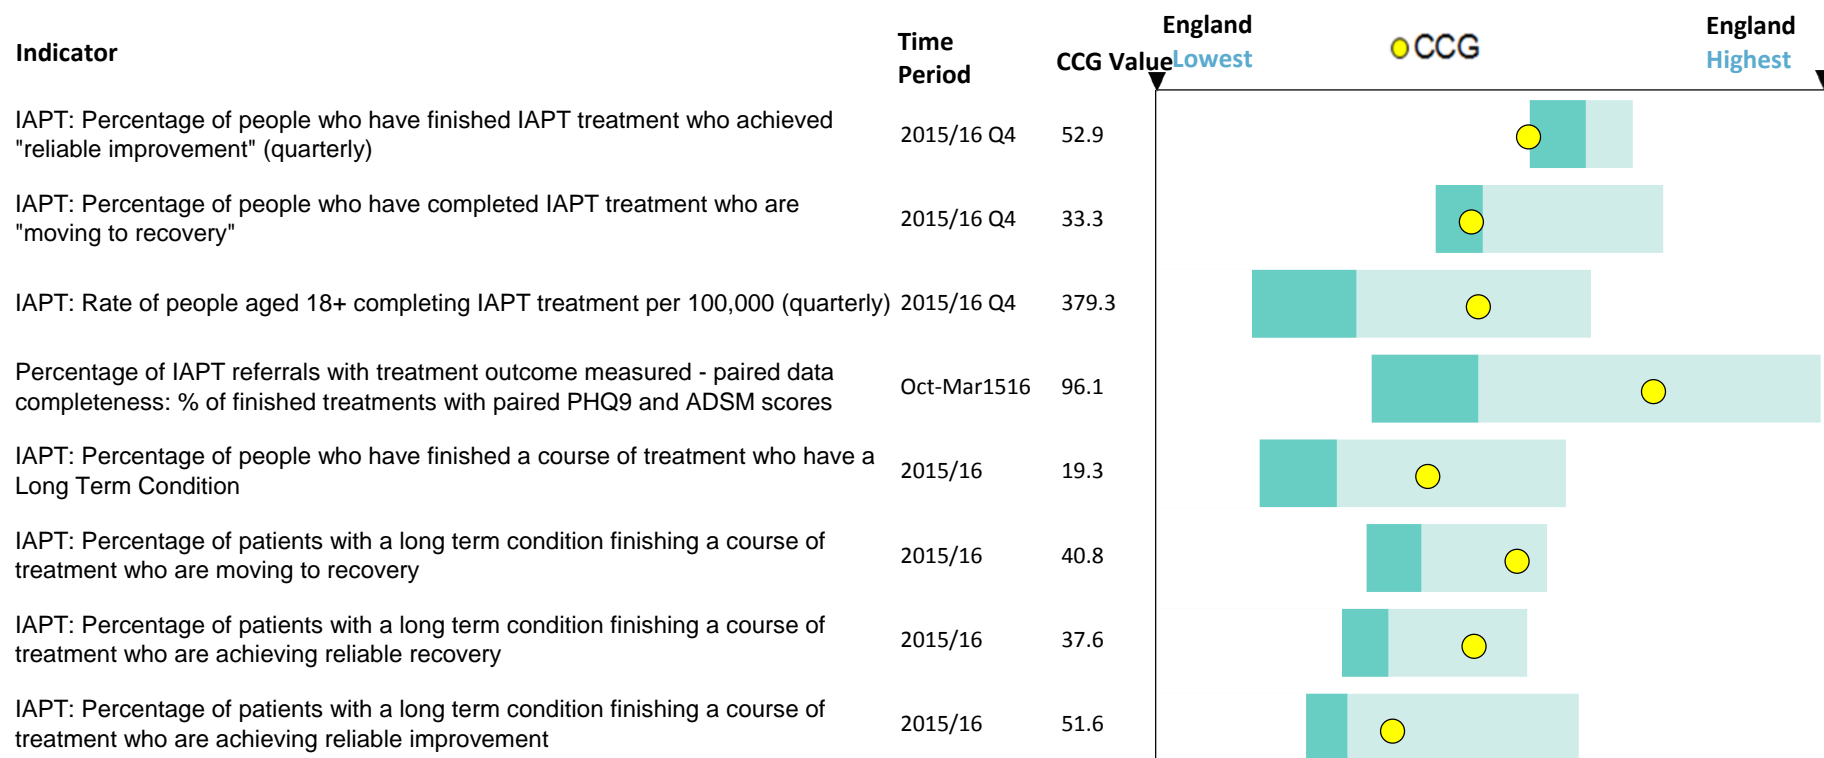 Indicator
Time Period
CCG Value
England Lowest
CCG
England Highest
IAPT: Percentage of people who have finished IAPT treatment who achieved
"reliable improvement" (quarterly)
2015/16 Q4
52.9
IAPT: Percentage of people who have completed IAPT treatment who are
"moving to recovery"
2015/16 Q4
33.3
IAPT: Rate of people aged 18+ completing IAPT treatment per 100,000 (quarterly)
2015/16 Q4
379.3
Percentage of IAPT referrals with treatment outcome measured - paired data
completeness: % of finished treatments with paired PHQ9 and ADSM scores
Oct-Mar1516
96.1
IAPT: Percentage of people who have finished a course of treatment who have a
Long Term Condition
2015/16
19.3
IAPT: Percentage of patients with a long term condition finishing a course of
treatment who are moving to recovery
2015/16
40.8
IAPT: Percentage of patients with a long term condition finishing a course of
treatment who are achieving reliable recovery
2015/16
37.6
IAPT: Percentage of patients with a long term condition finishing a course of
treatment who are achieving reliable improvement
2015/16
51.6